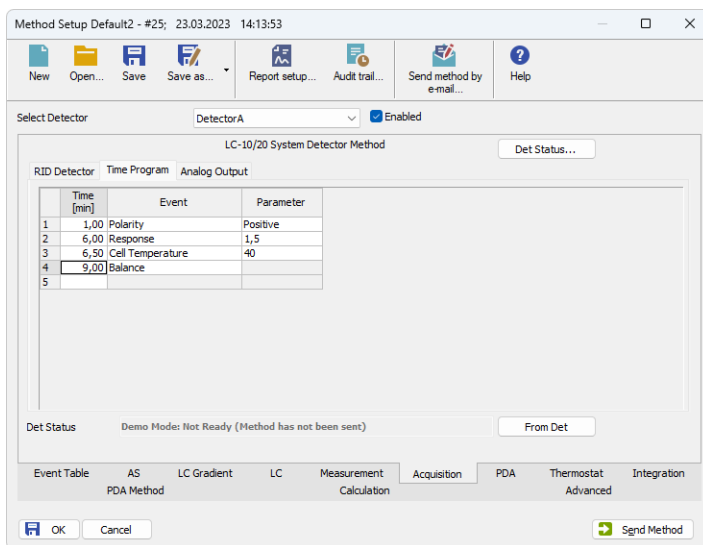 Method Setup Default2 - #25; 23.03.2023 14:13:53
New Open... Save Save as... Report setup... Audit trail... Send method by e-mail... Help
Select Detector DetectorA Enabled
LC-10/20 System Detector Method Det Status...
RID Detector Time Program Analog Output
Time [min] Event Parameter
1 1,00 Polarity Positive
2 6,00 Response 1,5
3 6,50 Cell Temperature 40
4 9,00 Balance
5
Det Status Demo Mode: Not Ready (Method has not been sent) From Det
Event Table AS LC Gradient LC Measurement Acquisition PDA Thermostat Integration
PDA Method Calculation Advanced
OK Cancel Send Method